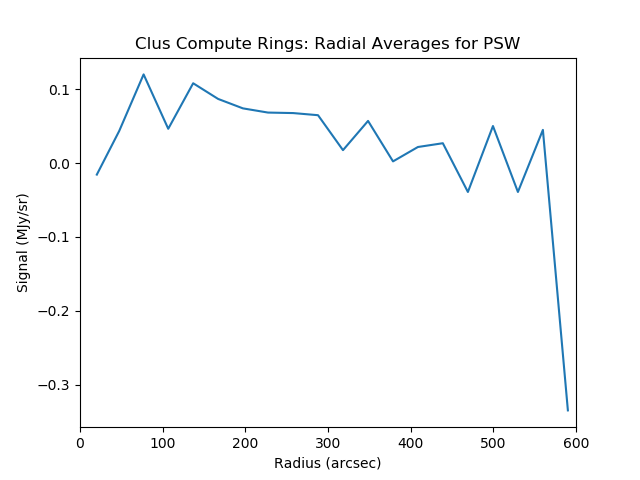 Clus Compute Rings: Radial Averages for PSW
Signal (MJy/sr)
0.1
0.0
−0.1
−0.2
−0.3
0 100 200 300 400 500 600
Radius (arcsec)